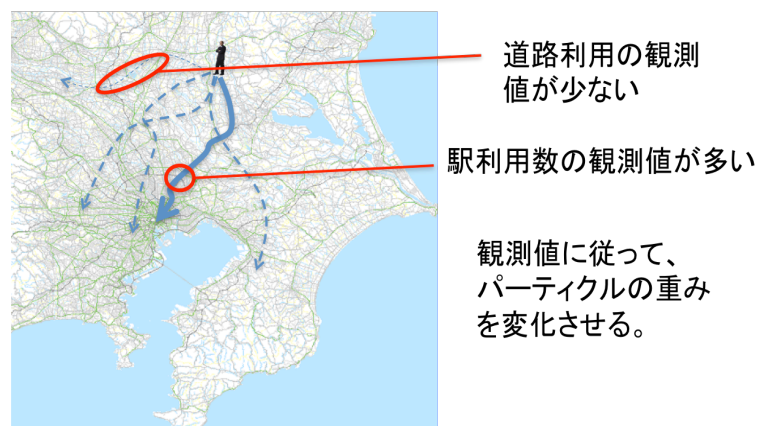 道路利用の観測
値が少ない
駅利用数の観測値が多い
観測値に従って、
パーティクルの重み
を変化させる。